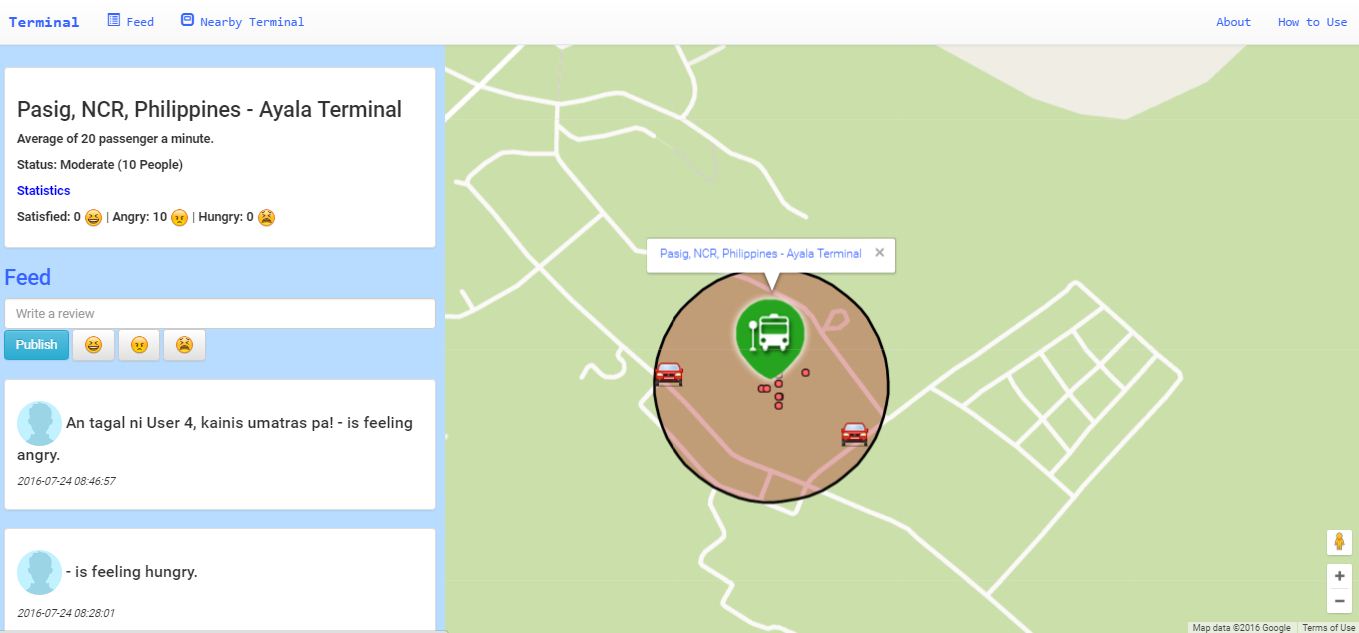 Terminal Feed Nearby Terminal About How to Use
Pasig, NCR, Philippines - Ayala Terminal
Average of 20 passenger a minute.
Status: Moderate (10 People)
Statistics
Satisfied: 0 | Angry: 10 | Hungry: 0
Feed
Write a review
Publish
An tagal ni User 4, kainis umatras pa! - is feeling
angry.
2016-07-24 08:46:57
- is feeling hungry.
2016-07-24 08:28:01
Pasig, NCR, Philippines - Ayala Terminal ×
+
−
Map data ©2016 Google Terms of Use